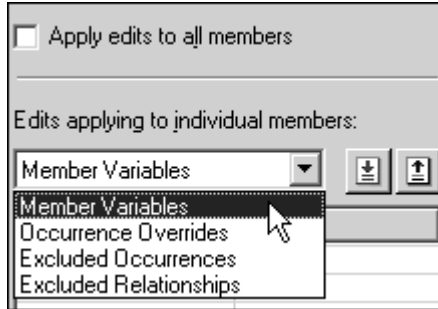 Apply edits to all members
Edits applying to individual members:
Member Variables
Member Variables
Occurrence Overrides
Excluded Occurrences
Excluded Relationships